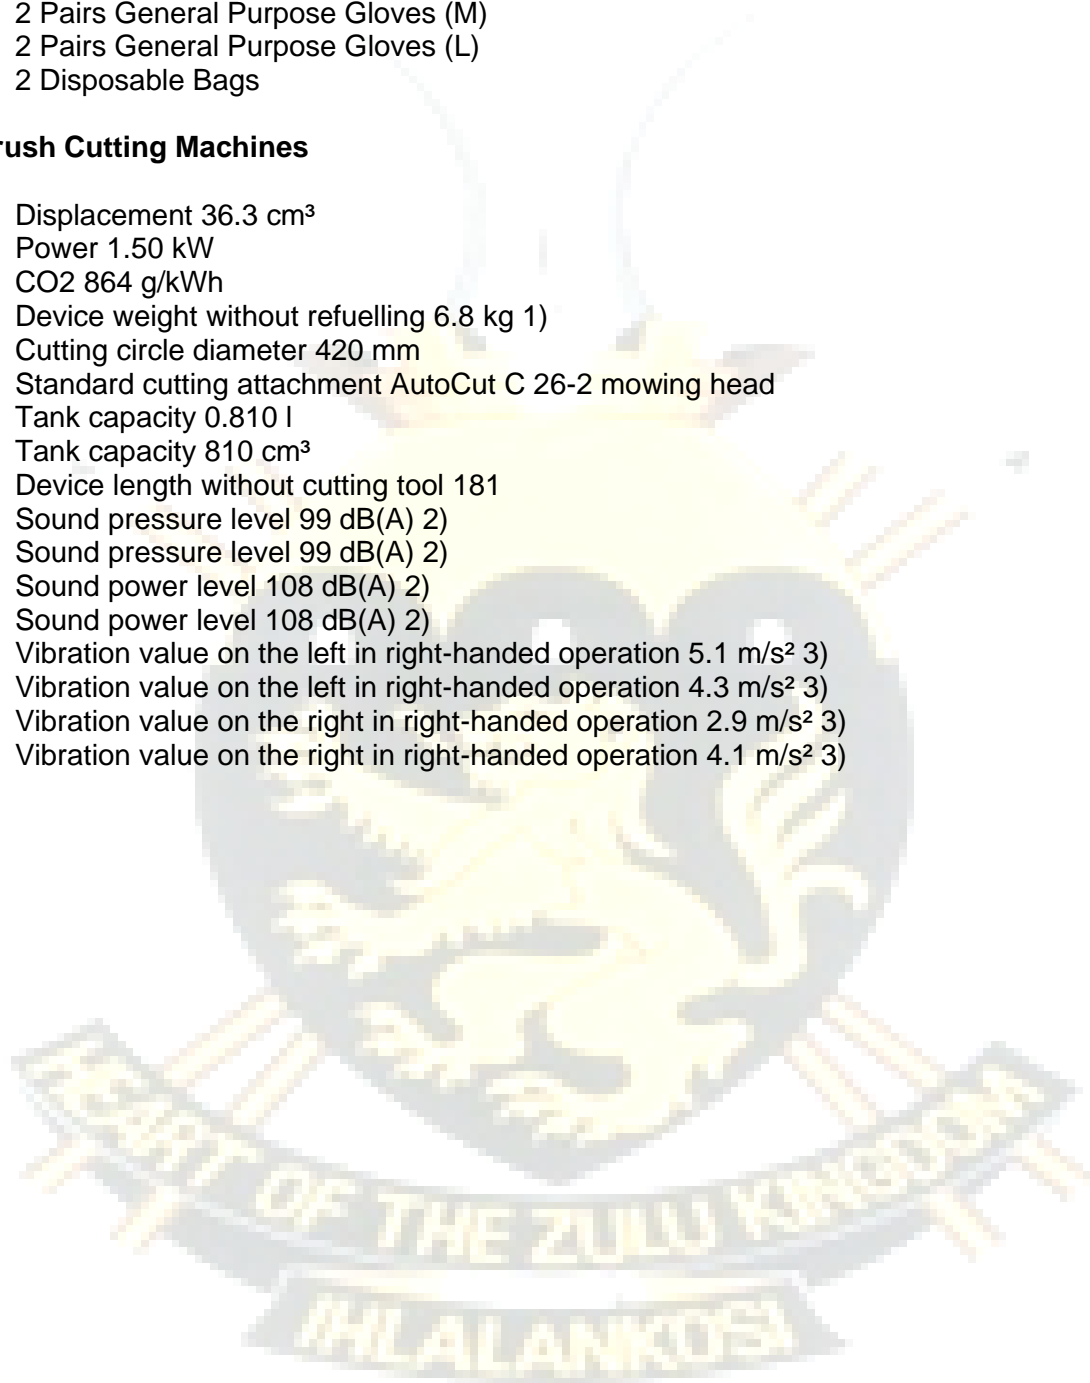 2 Pairs General Purpose Gloves (M)
2 Pairs General Purpose Gloves (L)
2 Disposable Bags
rush Cutting Machines
Displacement 36.3 cm³
Power 1.50 kW
CO2 864 g/kWh
Device weight without refuelling 6.8 kg 1)
Cutting circle diameter 420 mm
Standard cutting attachment AutoCut C 26-2 mowing head
Tank capacity 0.810 l
Tank capacity 810 cm³
Device length without cutting tool 181
Sound pressure level 99 dB(A) 2)
Sound pressure level 99 dB(A) 2)
Sound power level 108 dB(A) 2)
Sound power level 108 dB(A) 2)
Vibration value on the left in right-handed operation 5.1 m/s² 3)
Vibration value on the left in right-handed operation 4.3 m/s² 3)
Vibration value on the right in right-handed operation 2.9 m/s² 3)
Vibration value on the right in right-handed operation 4.1 m/s² 3)
HEART OF THE ZULU KINGDOM
IHLALANKOSI